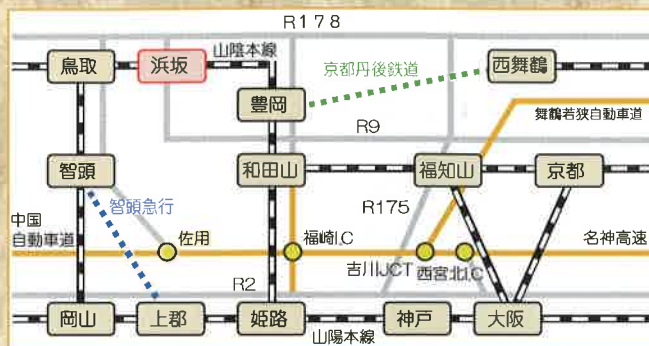 R178
山陰本線
鳥取
浜坂
京都丹後鉄道
西舞鶴
豊岡
舞鶴若狭自動車道
R9
智頭
和田山
福知山
京都
智頭急行
R175
中国
自動車道
佐用
福崎I,C
名神高速
吉川JCT
西宮北I,C
R2
岡山
上郡
姫路
神戸
大阪
山陽本線